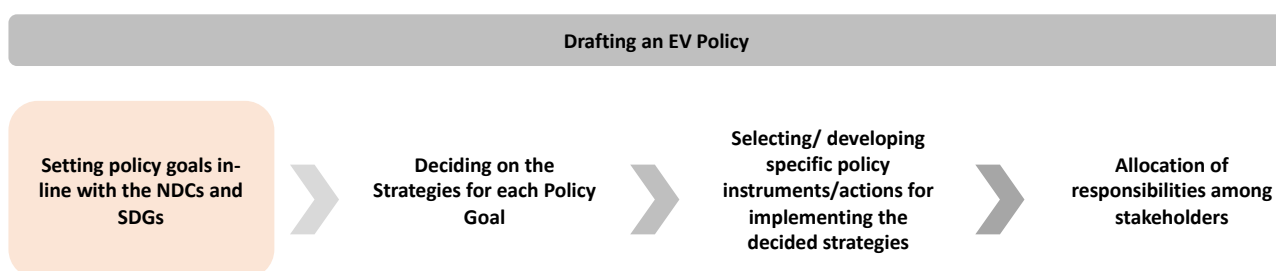 Drafting an EV Policy
Setting policy goals in-
line with the NDCs and
SDGs
Deciding on the
Strategies for each Policy
Goal
Selecting/ developing
specific policy
instruments/actions for
implementing the
decided strategies
Allocation of
responsibilities among
stakeholders